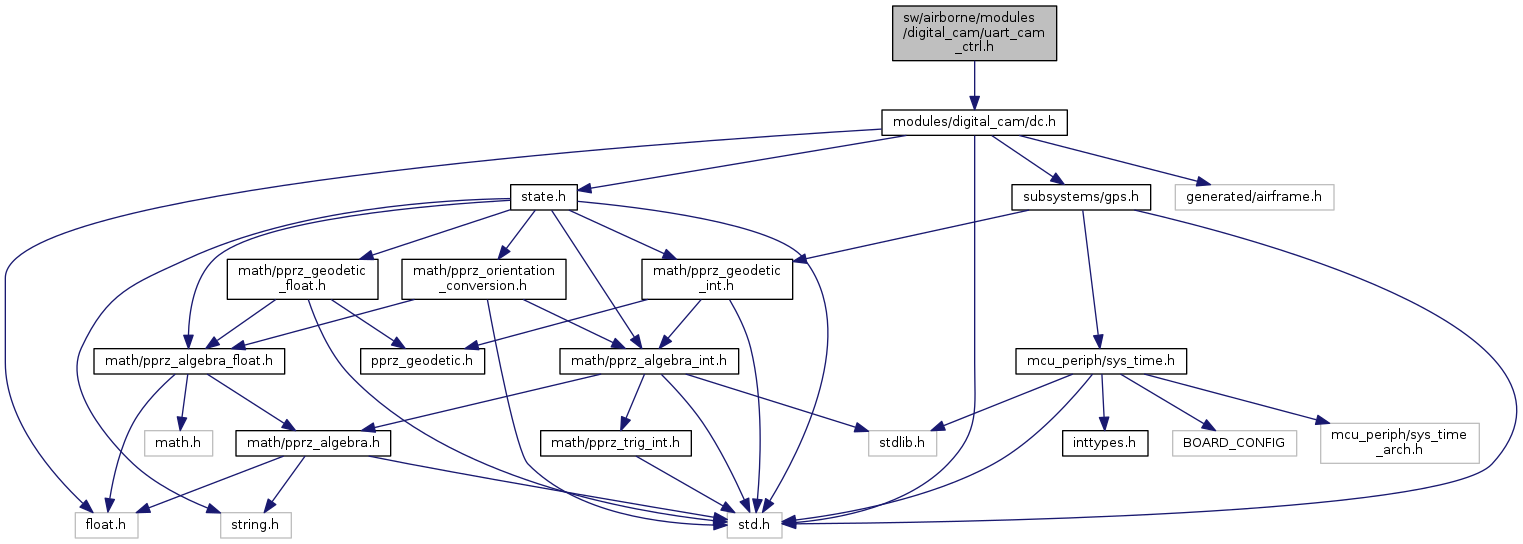 sw/airborne/modules
/digital_cam/uart_cam
_ctrl.h
modules/digital_cam/dc.h
state.h
subsystems/gps.h
generated/airframe.h
math/pprz_geodetic
_float.h
math/pprz_orientation
_conversion.h
math/pprz_geodetic
_int.h
math/pprz_algebra_float.h
pprz_geodetic.h
math/pprz_algebra_int.h
mcu_periph/sys_time.h
math.h
math/pprz_algebra.h
math/pprz_trig_int.h
stdlib.h
inttypes.h
BOARD_CONFIG
mcu_periph/sys_time
_arch.h
float.h
string.h
std.h